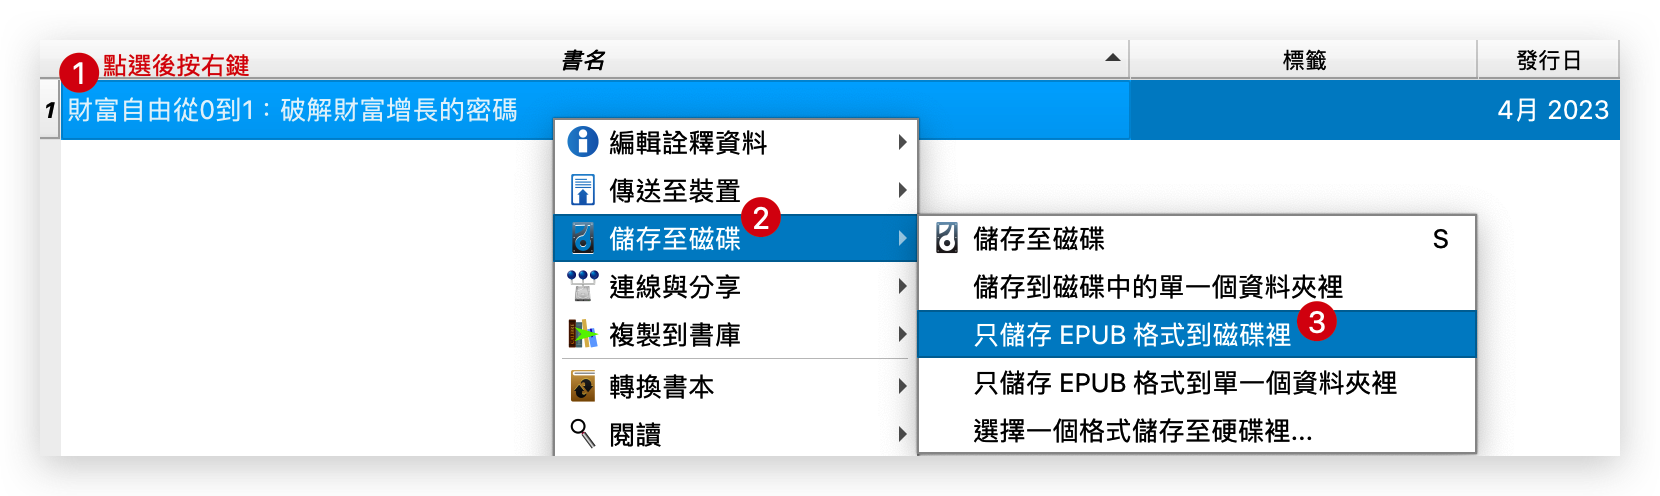 1 點選後按右鍵
書名
標籤
發行日
1 財富自由從0到1：破解財富增長的密碼
4月 2023
編輯詮釋資料
傳送至裝置
2
儲存至磁碟
連線與分享
複製到書庫
轉換書本
閱讀
儲存至磁碟 S
儲存到磁碟中的單一個資料夾裡
只儲存 EPUB 格式到磁碟裡 3
只儲存 EPUB 格式到單一個資料夾裡
選擇一個格式儲存至硬碟裡...